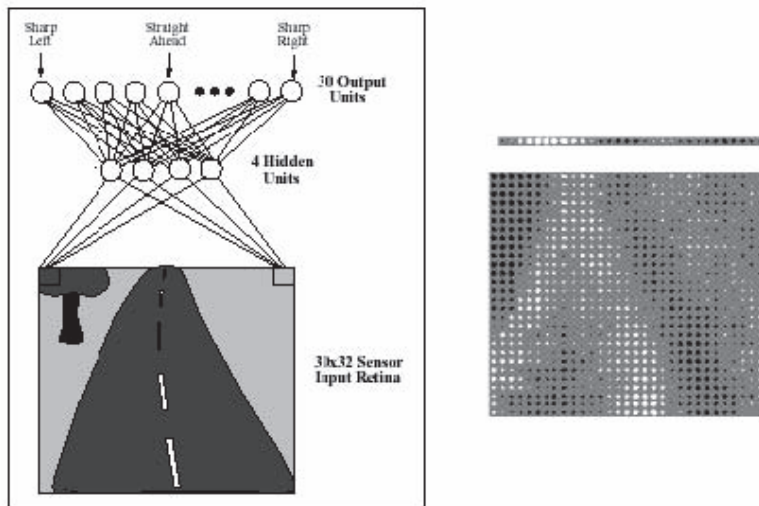 Sharp
Left
Straight
Ahead
Sharp
Right
30 Output
Units
4 Hidden
Units
30x32 Sensor
Input Retina